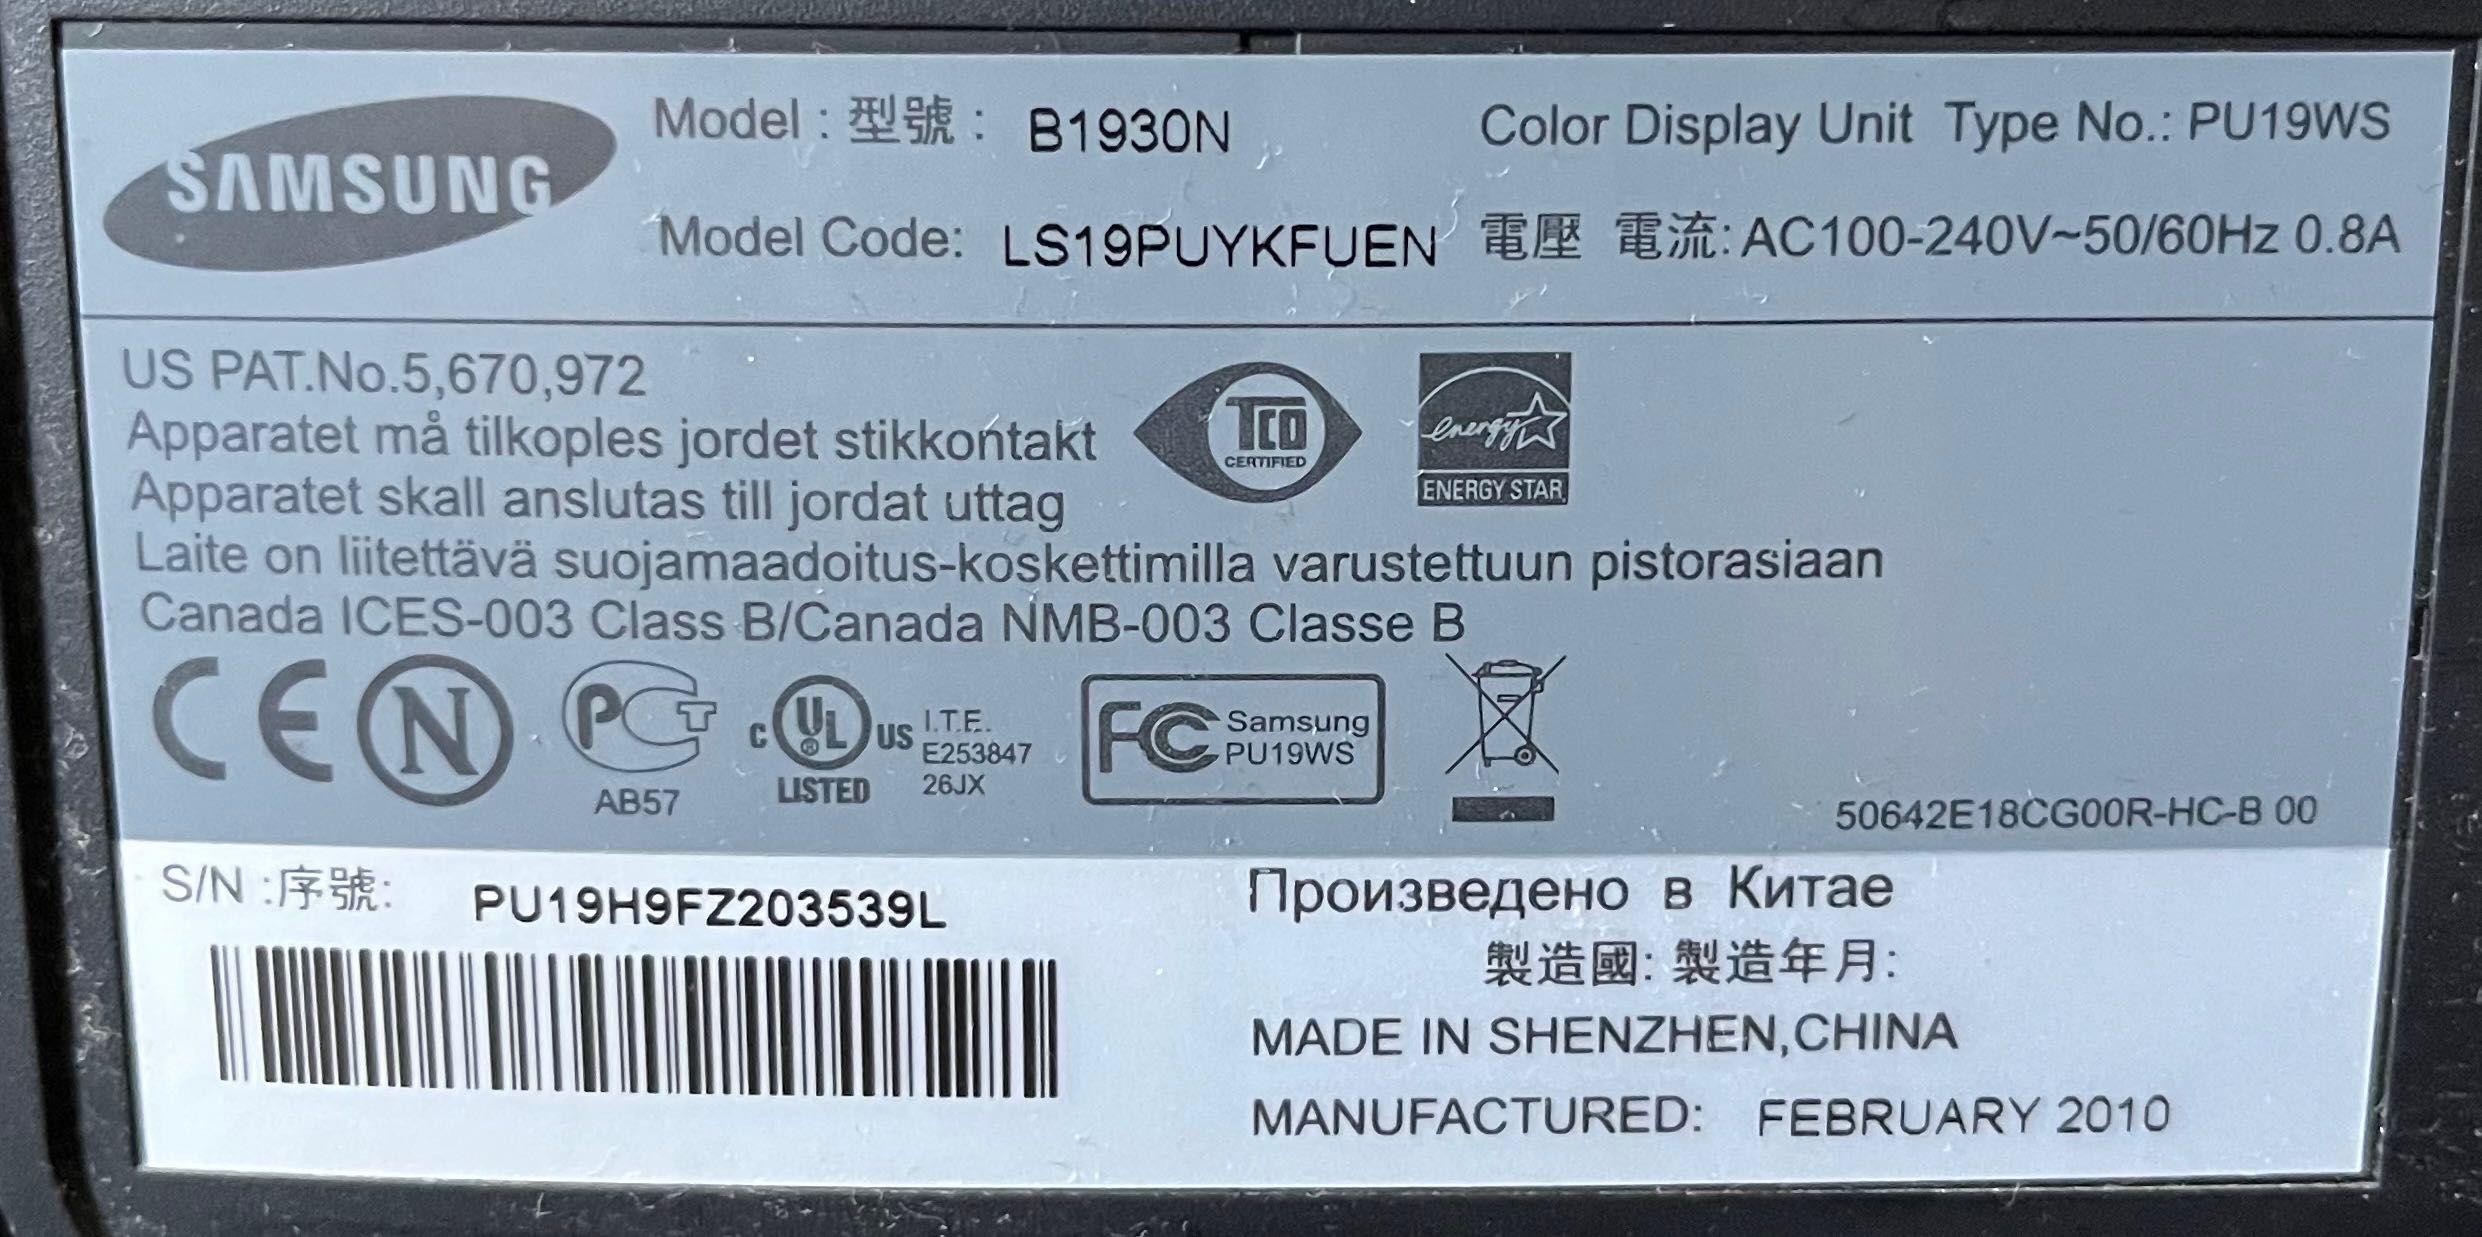 SAMSUNG
Model : 型號 : B1930N
Color Display Unit Type No.: PU19WS
Model Code: LS19PUYKFUEN
電壓 電流: AC100-240V~50/60Hz 0.8A
US PAT.No.5,670,972
Apparatet må tilkoples jordet stikkontakt
Apparatet skall anslutas till jordat uttag
Laite on liitettävä suojamaadoitus-koskettimilla varustettuun pistorasiaan
Canada ICES-003 Class B/Canada NMB-003 Classe B
TCO
CERTIFIED
energy
ENERGY STAR
CE
N
PCT
AB57
C UL® US
LISTED
I.T.E.
E253847
26JX
FC
Samsung
PU19WS
50642E18CG00R-HC-B 00
S/N :序號: PU19H9FZ203539L
Произведено в Китае
製造國: 製造年月:
MADE IN SHENZHEN,CHINA
MANUFACTURED: FEBRUARY 2010